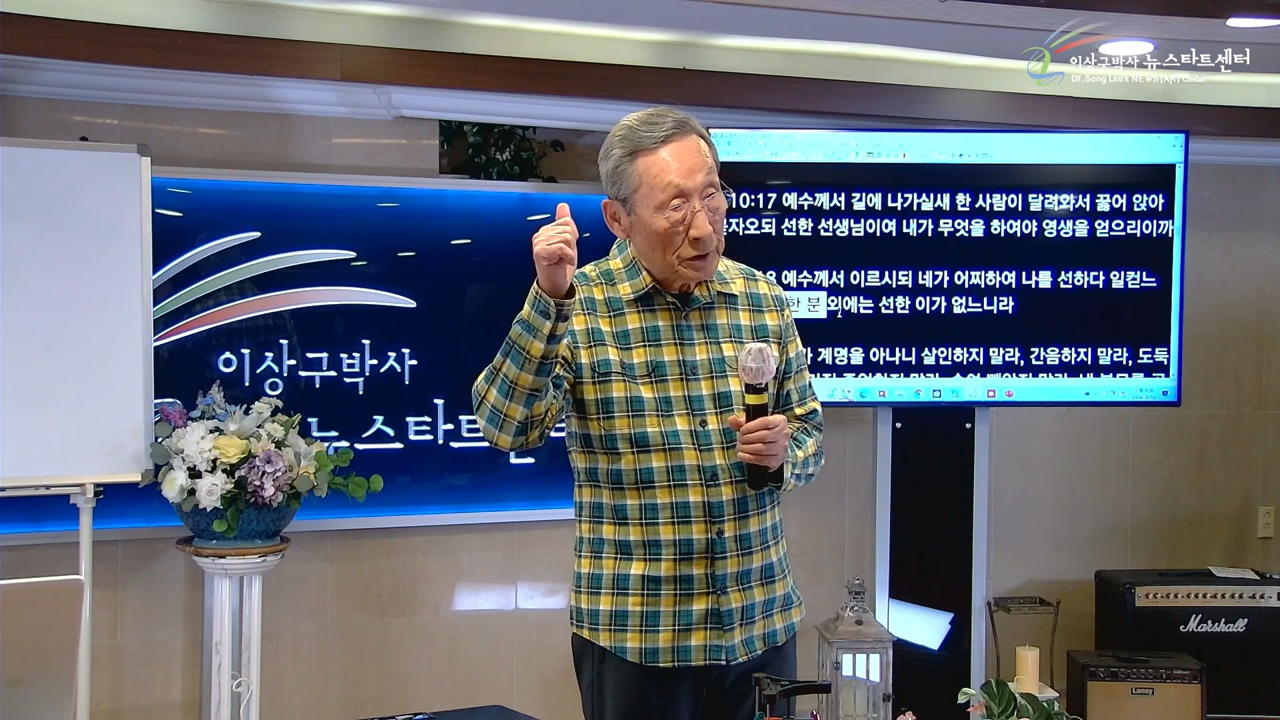 이상구박사 뉴스타트센터
Dr. Sang Lee's NEWSTART Center
10:17 예수께서 길에 나가실새 한 사람이 달려와서 꿇어 앉아
자오되 선한 선생님이여 내가 무엇을 하여야 영생을 얻으리이까
예수께서 이르시되 네가 어찌하여 나를 선하다 일컫느
한 분 외에는 선한 이가 없느니라
계명을 아나니 살인하지 말라, 간음하지 말라, 도둑
이상구박사
뉴스타트
Marshall
Laney